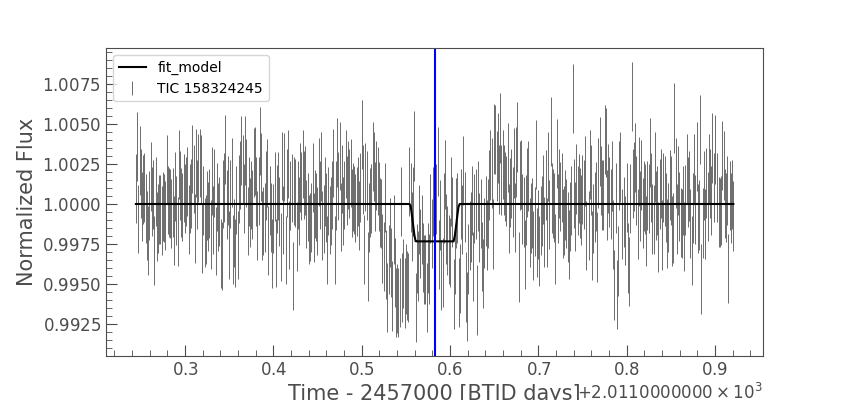 fit_model
TIC 158324245
Normalized Flux
1.0075
1.0050
1.0025
1.0000
0.9975
0.9950
0.9925
0.3 0.4 0.5 0.6 0.7 0.8 0.9
Time - 2457000 [BTJD days]
+2.0110000000 × 10³